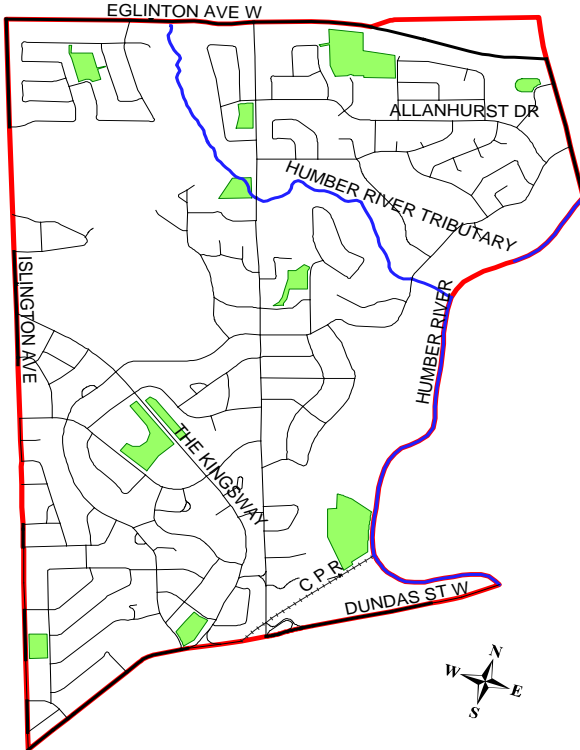 EGLINTON AVE W
ALLANHURST DR
HUMBER RIVER TRIBUTARY
ISLINGTON AVE
HUMBER RIVER
THE KINGSWAY
C P R
DUNDAS ST W
N
W
E
S